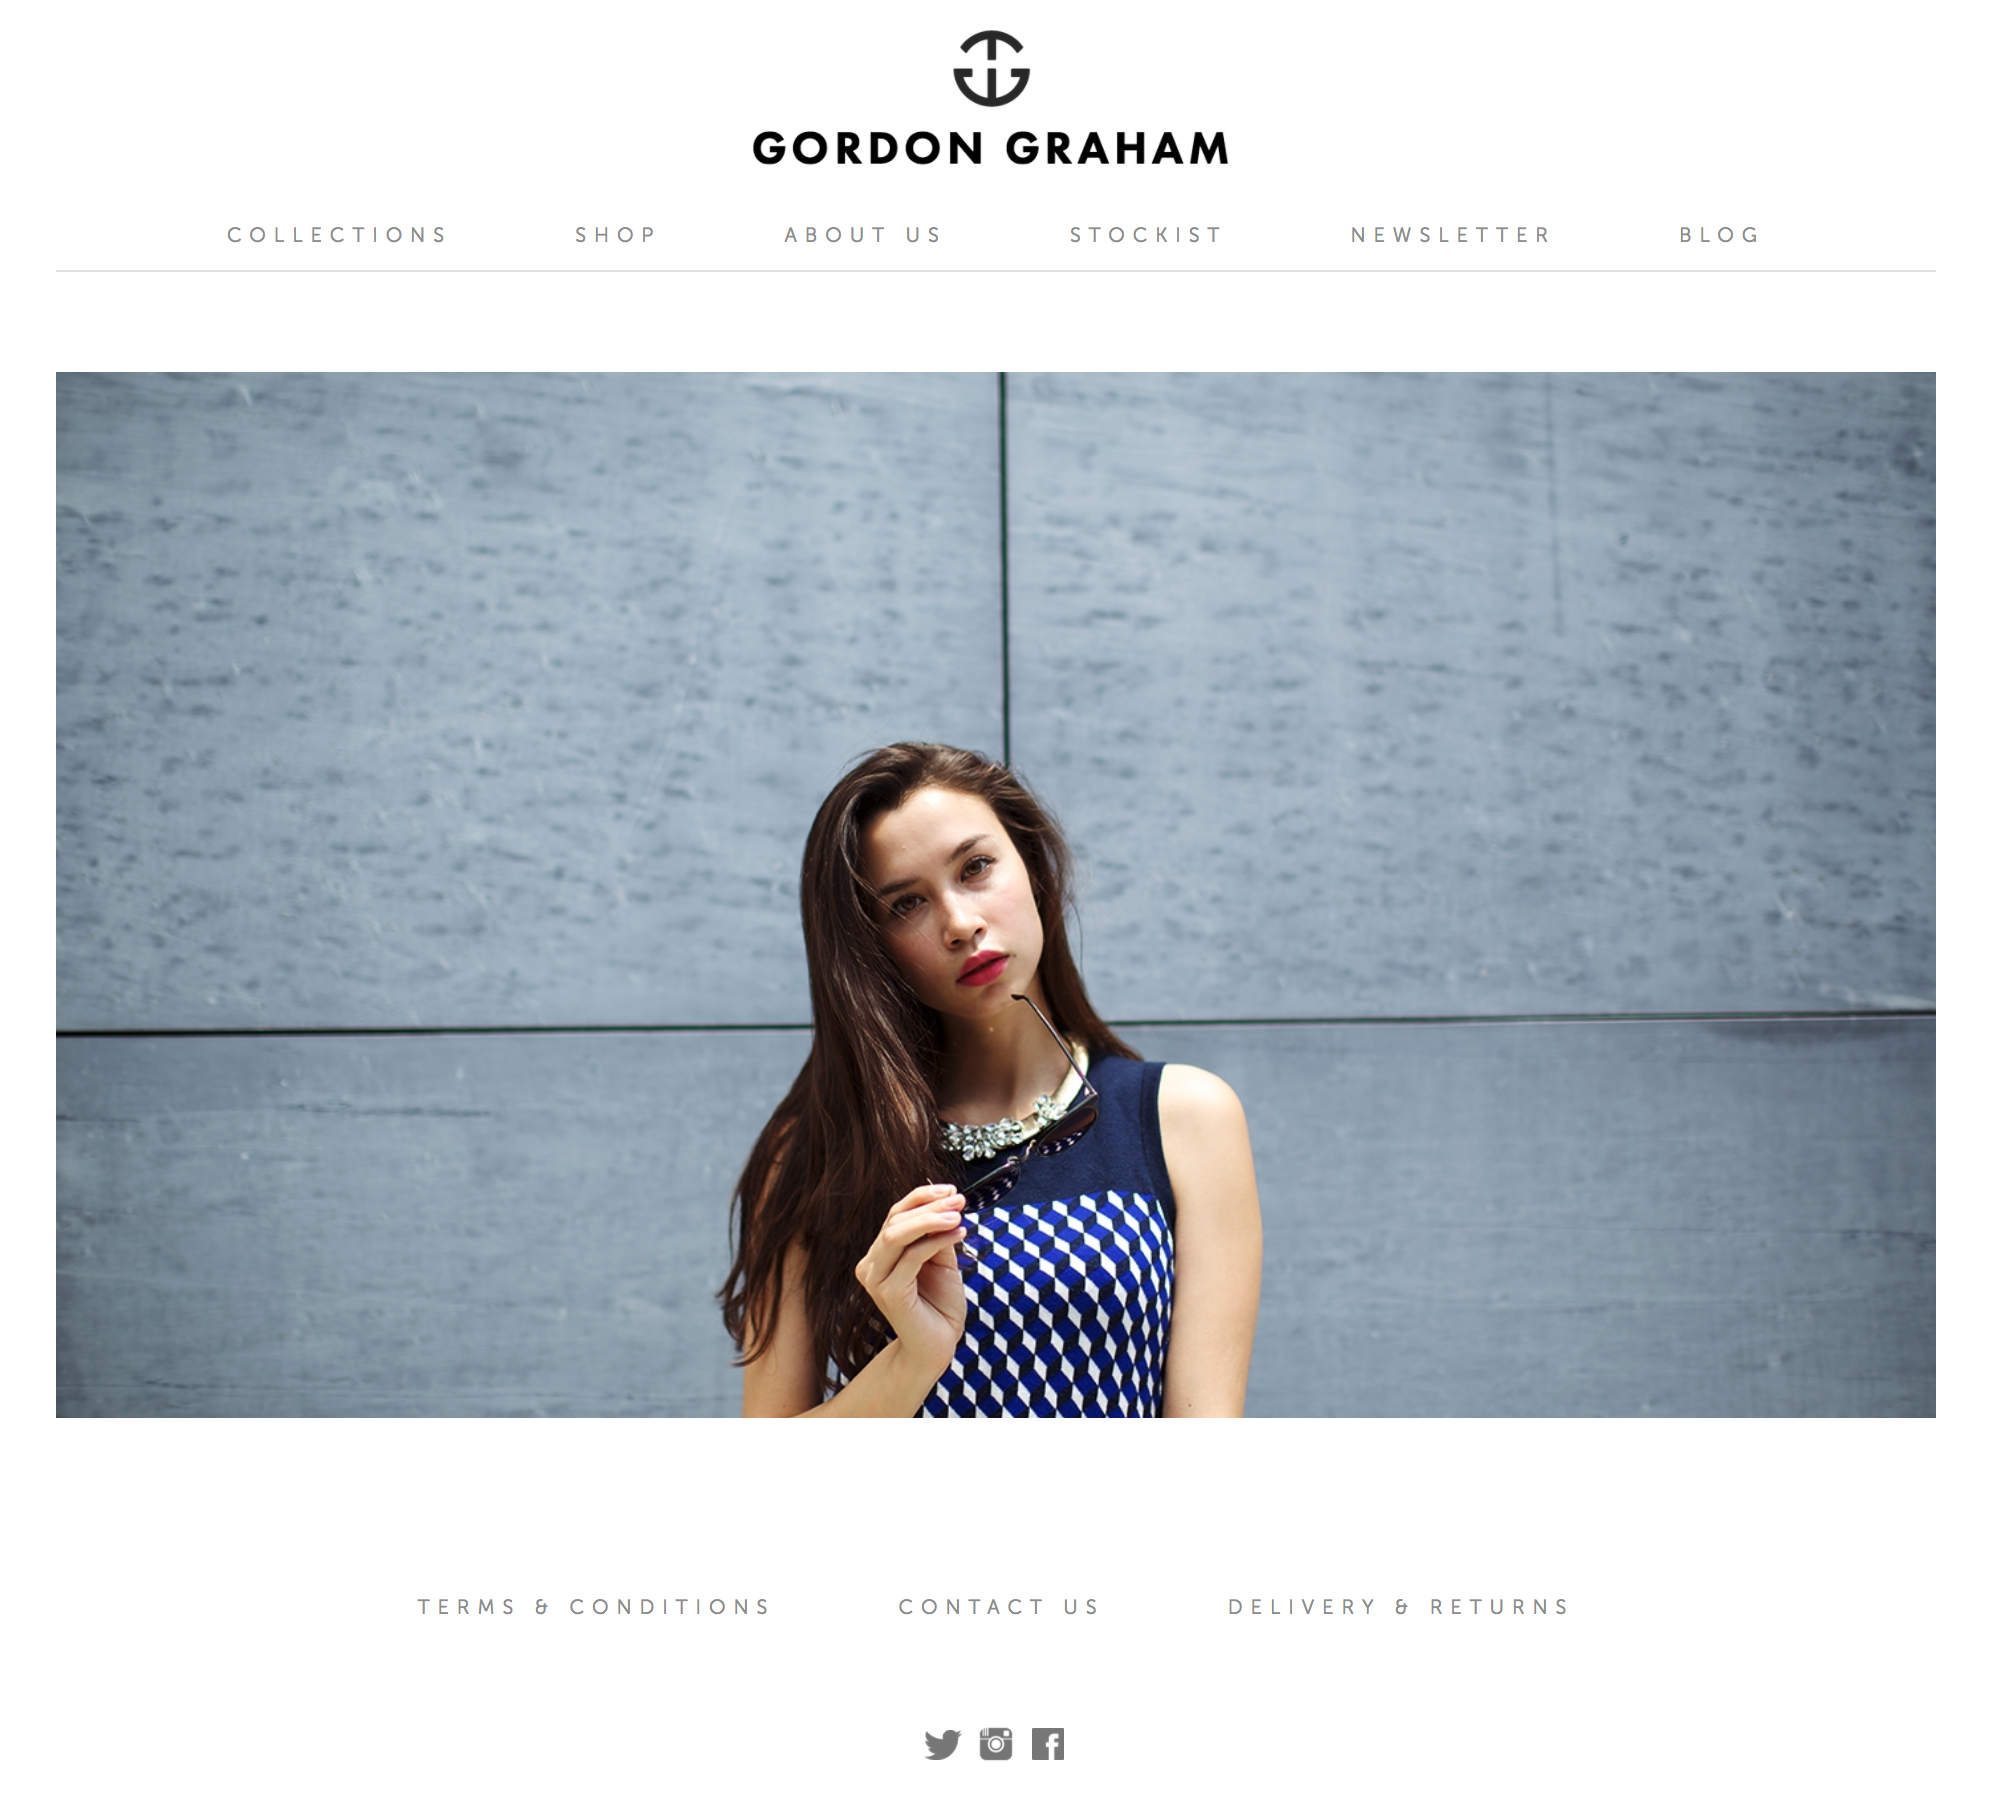 GORDON GRAHAM
COLLECTIONS SHOP ABOUT US STOCKIST NEWSLETTER BLOG
TERMS & CONDITIONS CONTACT US DELIVERY & RETURNS